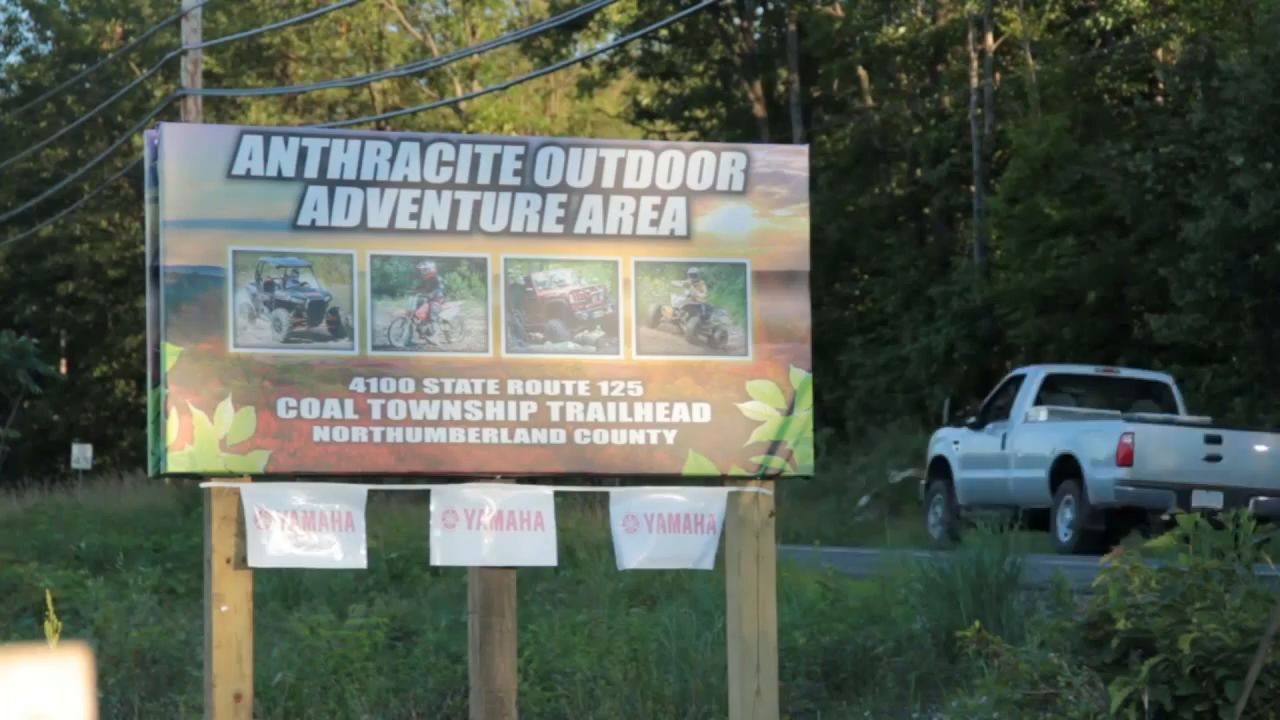 ANTHRACITE OUTDOOR
ADVENTURE AREA
4100 STATE ROUTE 125
COAL TOWNSHIP TRAILHEAD
NORTHUMBERLAND COUNTY
YAMAHA YAMAHA YAMAHA